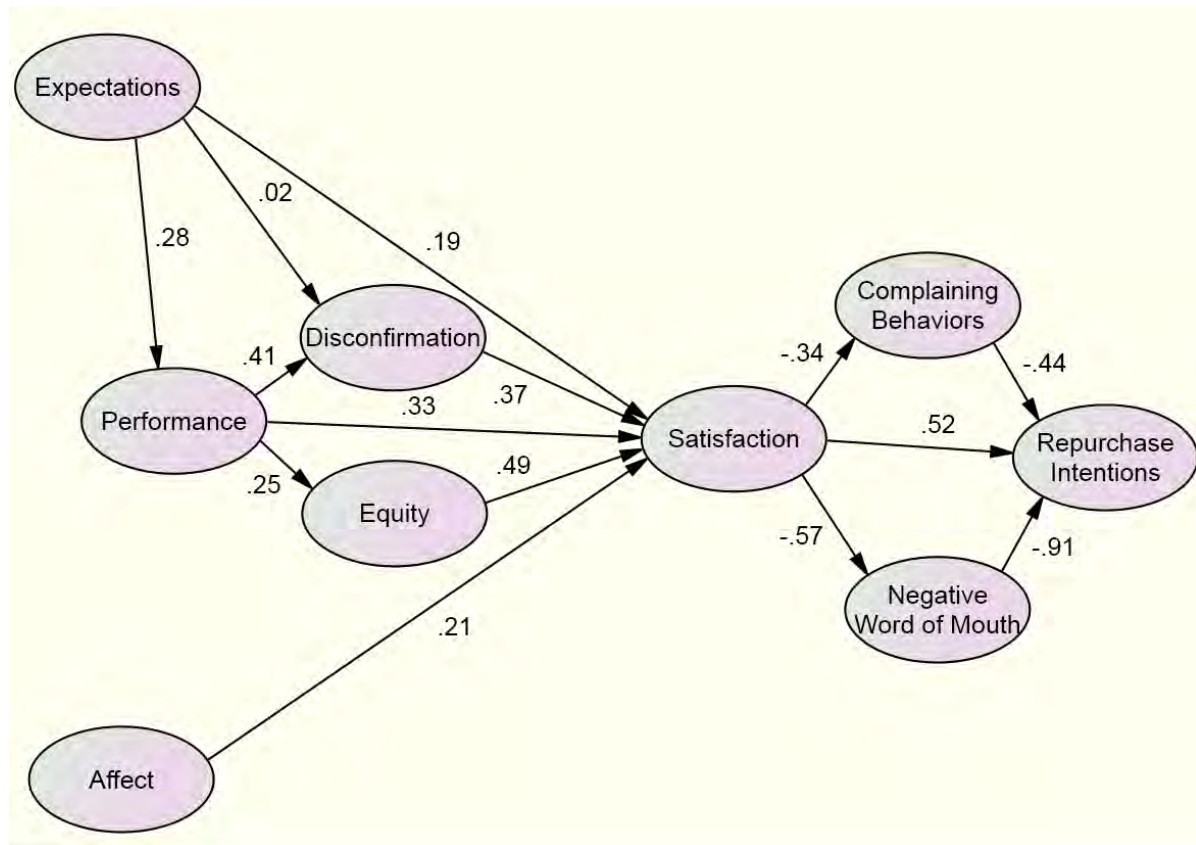 Expectations
.02
.28
.19
Complaining
Behaviors
Disconfirmation
.41
-.34
-.44
.37
.33
Performance
Satisfaction
.52
Repurchase
Intentions
.49
.25
Equity
-.57
-.91
Negative
Word of Mouth
.21
Affect